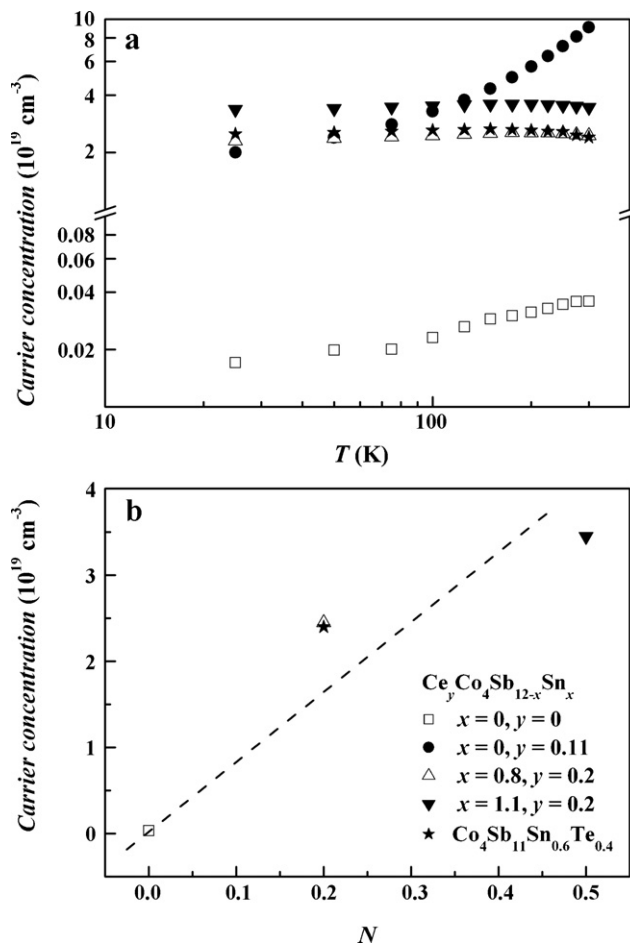 a
10
8
6
4
2
0.08
0.06
0.04
0.02
Carrier concentration (10¹⁹ cm⁻³)
10
100
T (K)
b
4
3
2
1
0
Carrier concentration (10¹⁹ cm⁻³)
CeyCo₄Sb₁₂₋ₓSnₓ
x = 0, y = 0
x = 0, y = 0.11
x = 0.8, y = 0.2
x = 1.1, y = 0.2
Co₄Sb₁₁Sn₀.₆Te₀.₄
0.0 0.1 0.2 0.3 0.4 0.5
N